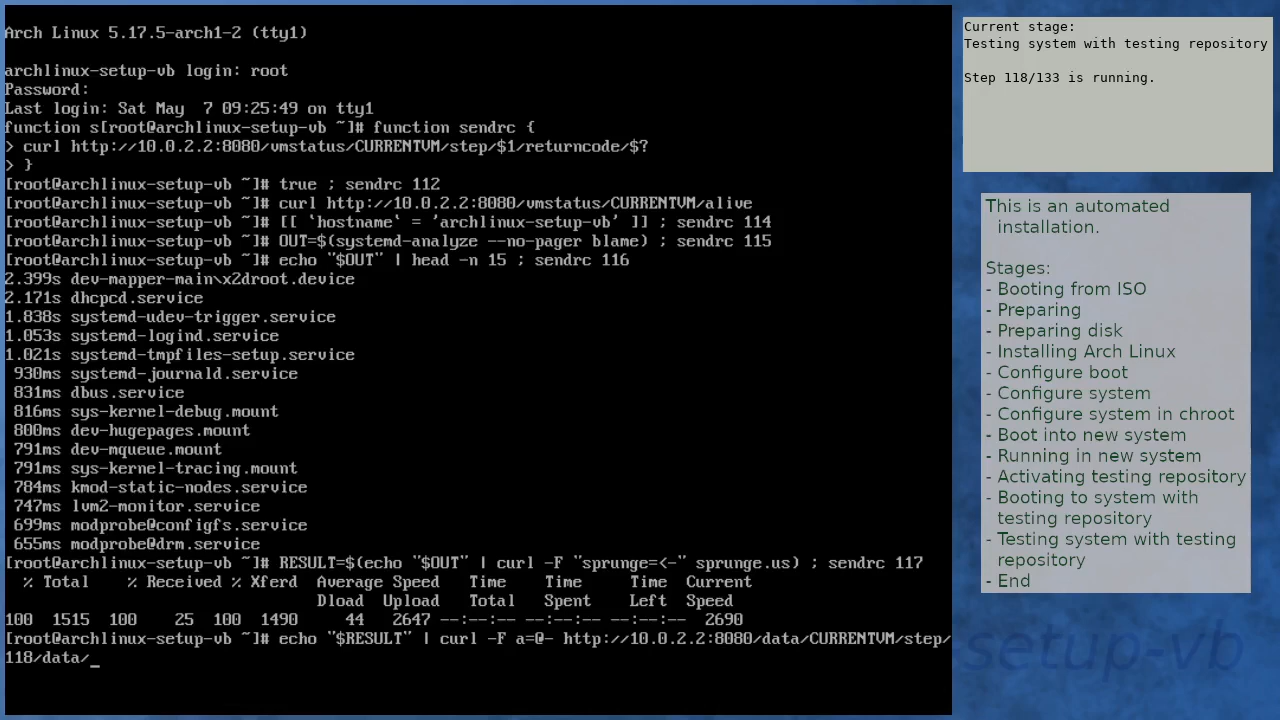 Arch Linux 5.17.5-arch1-2 (tty1)
archlinux-setup-vb login: root
Password:
Last login: Sat May  7 09:25:49 on tty1
function s[root@archlinux-setup-vb ~]# function sendrc {
> curl http://10.0.2.2:8080/vmstatus/CURRENTVM/step/$1/returncode/$?
> }
[root@archlinux-setup-vb ~]# true ; sendrc 112
[root@archlinux-setup-vb ~]# curl http://10.0.2.2:8080/vmstatus/CURRENTVM/alive
[root@archlinux-setup-vb ~]# [[ `hostname` = 'archlinux-setup-vb' ]] ; sendrc 114
[root@archlinux-setup-vb ~]# OUT=$(systemd-analyze --no-pager blame) ; sendrc 115
[root@archlinux-setup-vb ~]# echo "$OUT" | head -n 15 ; sendrc 116
2.399s dev-mapper-main\x2droot.device
2.171s dhcpcd.service
1.838s systemd-udev-trigger.service
1.053s systemd-logind.service
1.021s systemd-tmpfiles-setup.service
 930ms systemd-journald.service
 831ms dbus.service
 816ms sys-kernel-debug.mount
 800ms dev-hugepages.mount
 791ms dev-mqueue.mount
 791ms sys-kernel-tracing.mount
 784ms kmod-static-nodes.service
 747ms lvm2-monitor.service
 699ms modprobe@configfs.service
 655ms modprobe@drm.service
[root@archlinux-setup-vb ~]# RESULT=$(echo "$OUT" | curl -F "sprunge=<-" sprunge.us) ; sendrc 117
  % Total    % Received % Xferd  Average Speed   Time    Time     Time  Current
                                 Dload  Upload   Total   Spent    Left  Speed
100  1515  100    25  100  1490     44   2647 --:--:-- --:--:-- --:--:--  2690
[root@archlinux-setup-vb ~]# echo "$RESULT" | curl -F a=@- http://10.0.2.2:8080/data/CURRENTVM/step/
118/data/_
Current stage:
Testing system with testing repository
Step 118/133 is running.
This is an automated
installation.
Stages:
- Booting from ISO
- Preparing
- Preparing disk
- Installing Arch Linux
- Configure boot
- Configure system
- Configure system in chroot
- Boot into new system
- Running in new system
- Activating testing repository
- Booting to system with
testing repository
- Testing system with testing
repository
- End
setup-vb